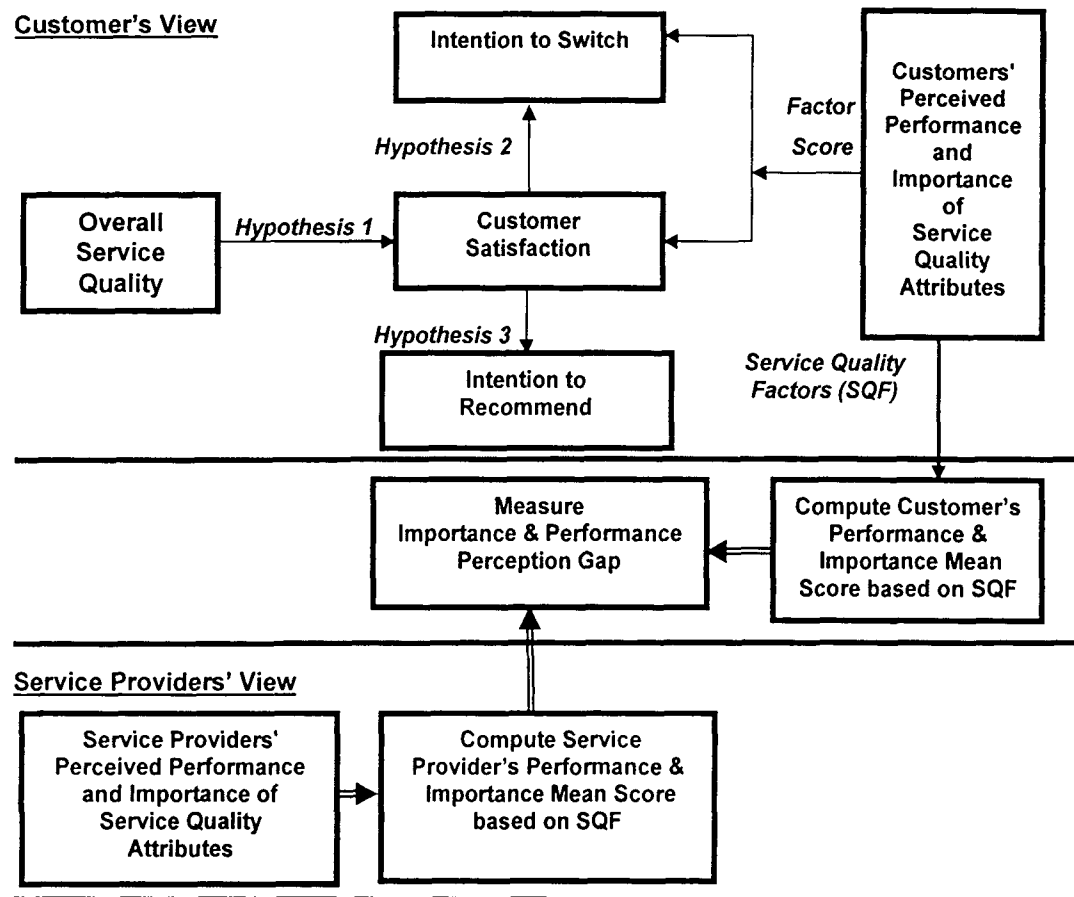 Customer's View
Intention to Switch
Customers'
Perceived
Performance
and
Importance
of
Service
Quality
Attributes
Factor
Score
Hypothesis 2
Overall
Service
Quality
Hypothesis 1
Customer
Satisfaction
Hypothesis 3
Intention to
Recommend
Service Quality
Factors (SQF)
Measure
Importance & Performance
Perception Gap
Compute Customer's
Performance &
Importance Mean
Score based on SQF
Service Providers' View
Service Providers'
Perceived Performance
and Importance of
Service Quality
Attributes
Compute Service
Provider's Performance &
Importance Mean Score
based on SQF